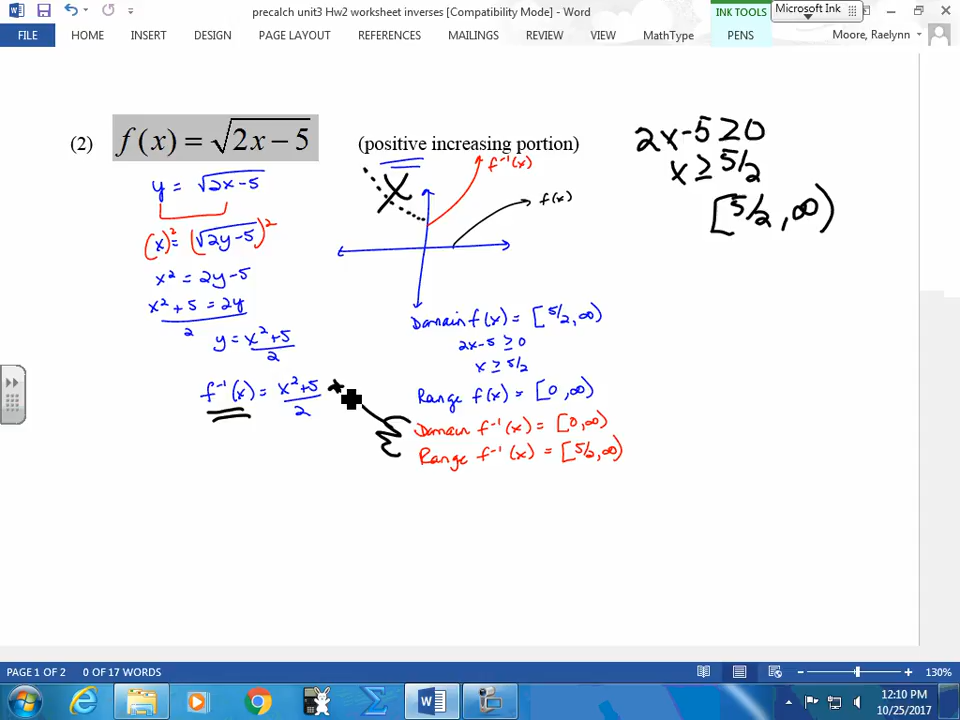 precalch unit3 Hw2 worksheet inverses [Compatibility Mode] - Word
INK TOOLS
Microsoft Ink
FILE HOME INSERT DESIGN PAGE LAYOUT REFERENCES MAILINGS REVIEW VIEW MathType PENS
Moore, Raelynn
(2) f(x) = √(2x-5) (positive increasing portion)
y = √(2x-5)
(x)² = (√(2y-5))²
x² = 2y-5
x²+5 = 2y
2
y = (x²+5)/2
f⁻¹(x) = (x²+5)/2
f⁻¹(x)
f(x)
2x-5≥0
x ≥ 5/2
[5/2, ∞)
Domain f(x) = [5/2, ∞)
2x-5 ≥ 0
x ≥ 5/2
Range f(x) = [0, ∞)
Domain f⁻¹(x) = [0, ∞)
Range f⁻¹(x) = [5/2, ∞)
PAGE 1 OF 2 0 OF 17 WORDS
130%
12:10 PM
10/25/2017